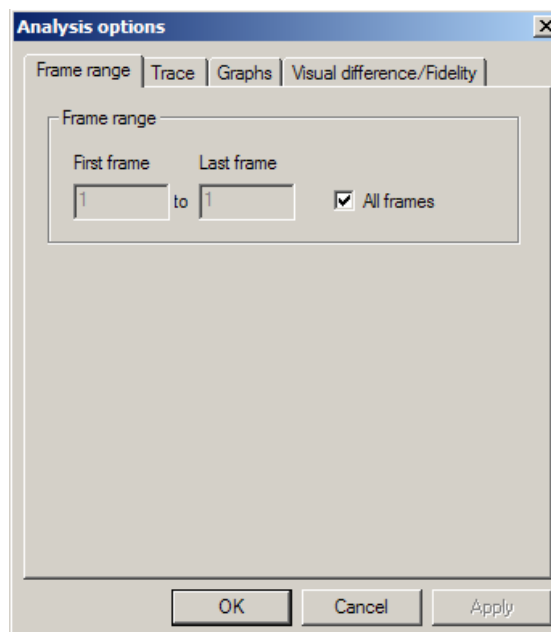 Analysis options
Frame range Trace Graphs Visual difference/Fidelity
Frame range
First frame Last frame
1 to 1 All frames
OK Cancel Apply